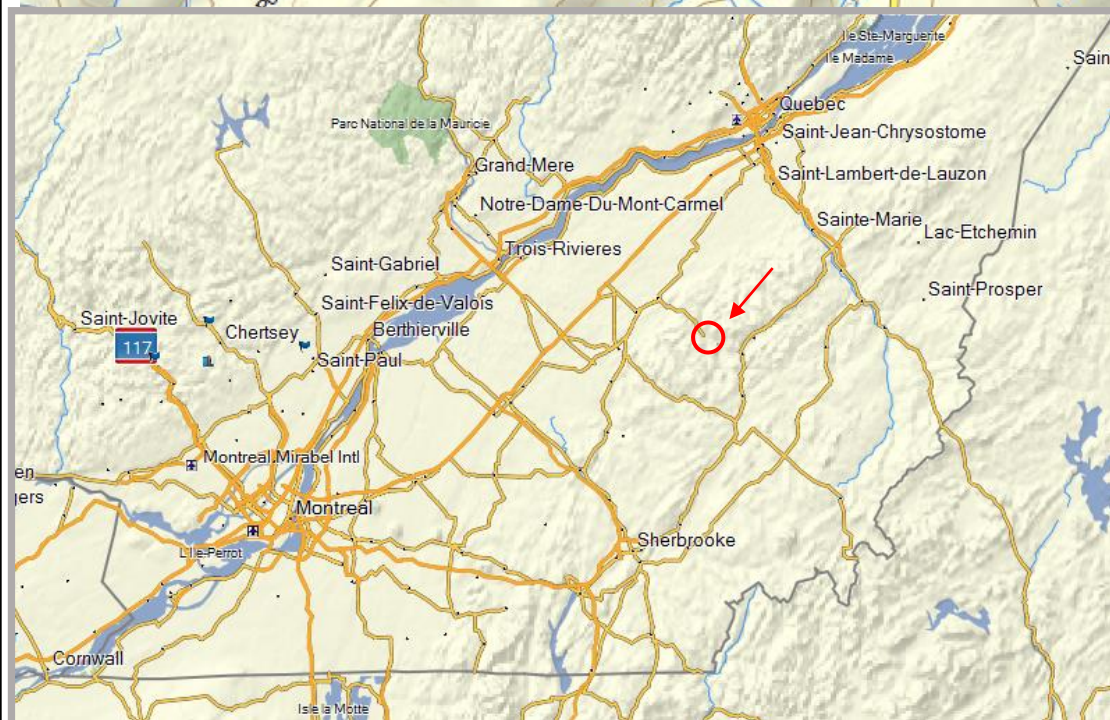 Ile Ste-Marguerite
Ile Madame
Sain
Quebec
Parc National de la Mauricie
Saint-Jean-Chrysostome
Grand-Mere
Saint-Lambert-de-Lauzon
Notre-Dame-Du-Mont-Carmel
Sainte-Marie
Lac-Etchemin
Trois-Rivieres
Saint-Gabriel
Saint-Prosper
Saint-Felix-de-Valois
Saint-Jovite
Chertsey
Berthierville
117
Saint-Paul
Montreal Mirabel Intl
en
gers
Montreal
Sherbrooke
L'Ile-Perrot
Cornwall
Isle la Motte